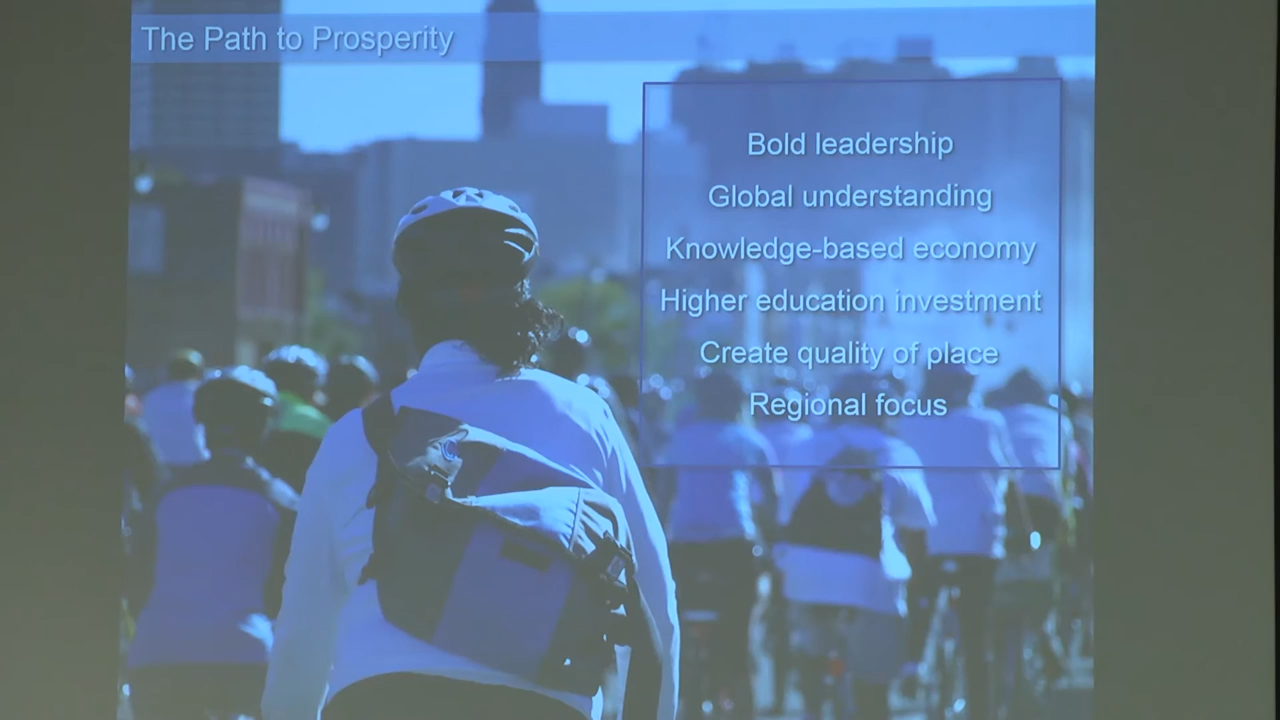 The Path to Prosperity
Bold leadership
Global understanding
Knowledge-based economy
Higher education investment
Create quality of place
Regional focus